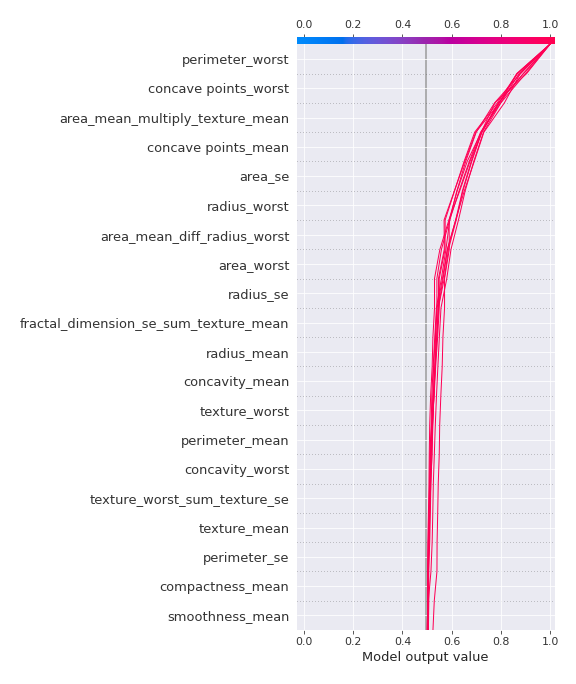 0.0 0.2 0.4 0.6 0.8 1.0
perimeter_worst
concave points_worst
area_mean_multiply_texture_mean
concave points_mean
area_se
radius_worst
area_mean_diff_radius_worst
area_worst
radius_se
fractal_dimension_se_sum_texture_mean
radius_mean
concavity_mean
texture_worst
perimeter_mean
concavity_worst
texture_worst_sum_texture_se
texture_mean
perimeter_se
compactness_mean
smoothness_mean
0.0 0.2 0.4 0.6 0.8 1.0
Model output value